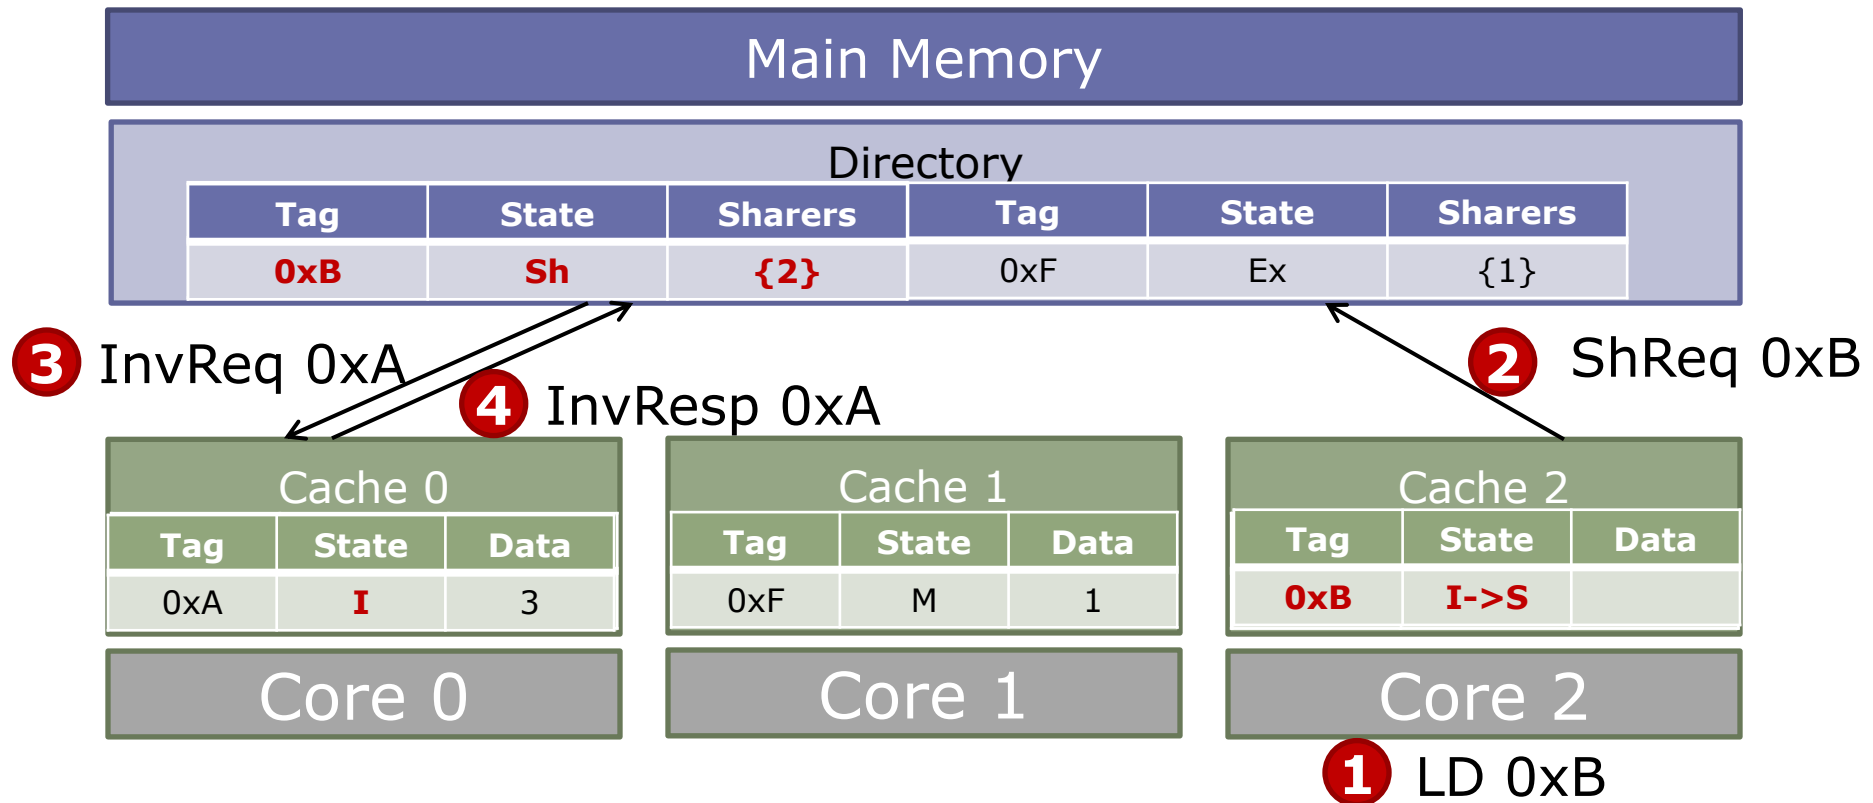 Main Memory
Directory
Tag State Sharers Tag State Sharers
0xB Sh {2} 0xF Ex {1}
3 InvReq 0xA
2 ShReq 0xB
4 InvResp 0xA
Cache 0
Tag State Data
0xA I 3
Cache 1
Tag State Data
0xF M 1
Cache 2
Tag State Data
0xB I->S
Core 0
Core 1
Core 2
1 LD 0xB